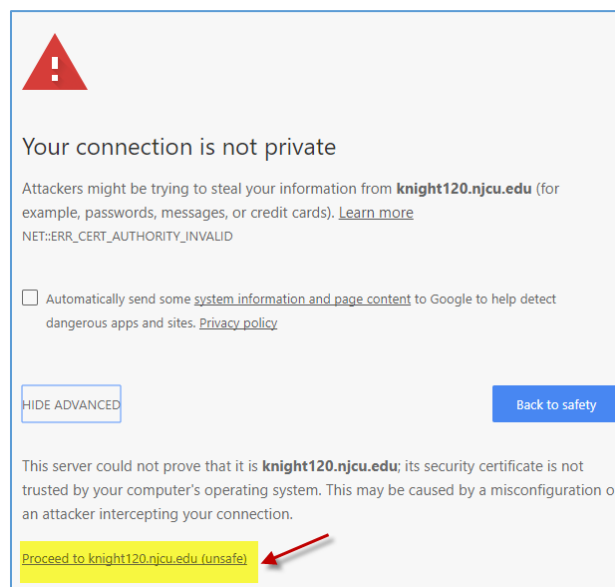 Your connection is not private
Attackers might be trying to steal your information from knight120.njcu.edu (for
example, passwords, messages, or credit cards). Learn more
NET::ERR_CERT_AUTHORITY_INVALID
Automatically send some system information and page content to Google to help detect
dangerous apps and sites. Privacy policy
HIDE ADVANCED
Back to safety
This server could not prove that it is knight120.njcu.edu; its security certificate is not
trusted by your computer's operating system. This may be caused by a misconfiguration o
an attacker intercepting your connection.
Proceed to knight120.njcu.edu (unsafe)